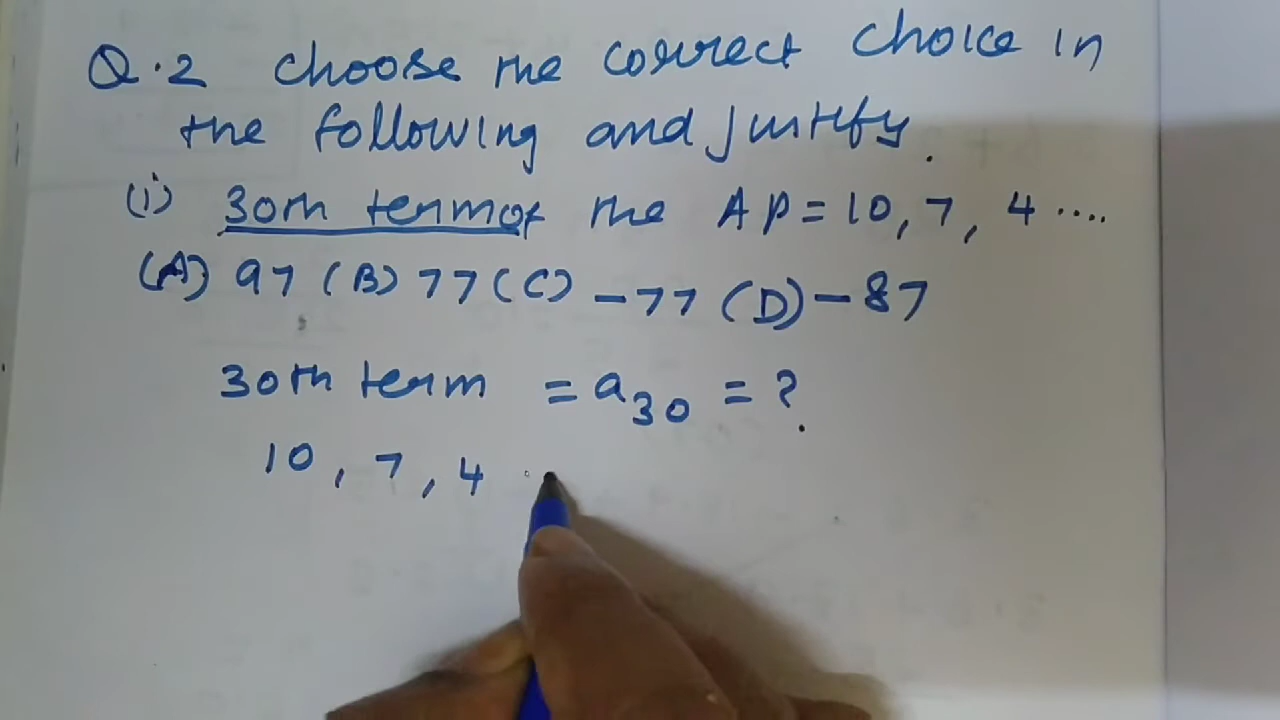 Q.2 choose the correct choice in
the following and justify.
(i) 30th term of the AP = 10, 7, 4 ....
(A) 97 (B) 77 (C) -77 (D) -87
30th term = a30 = ?
10, 7, 4